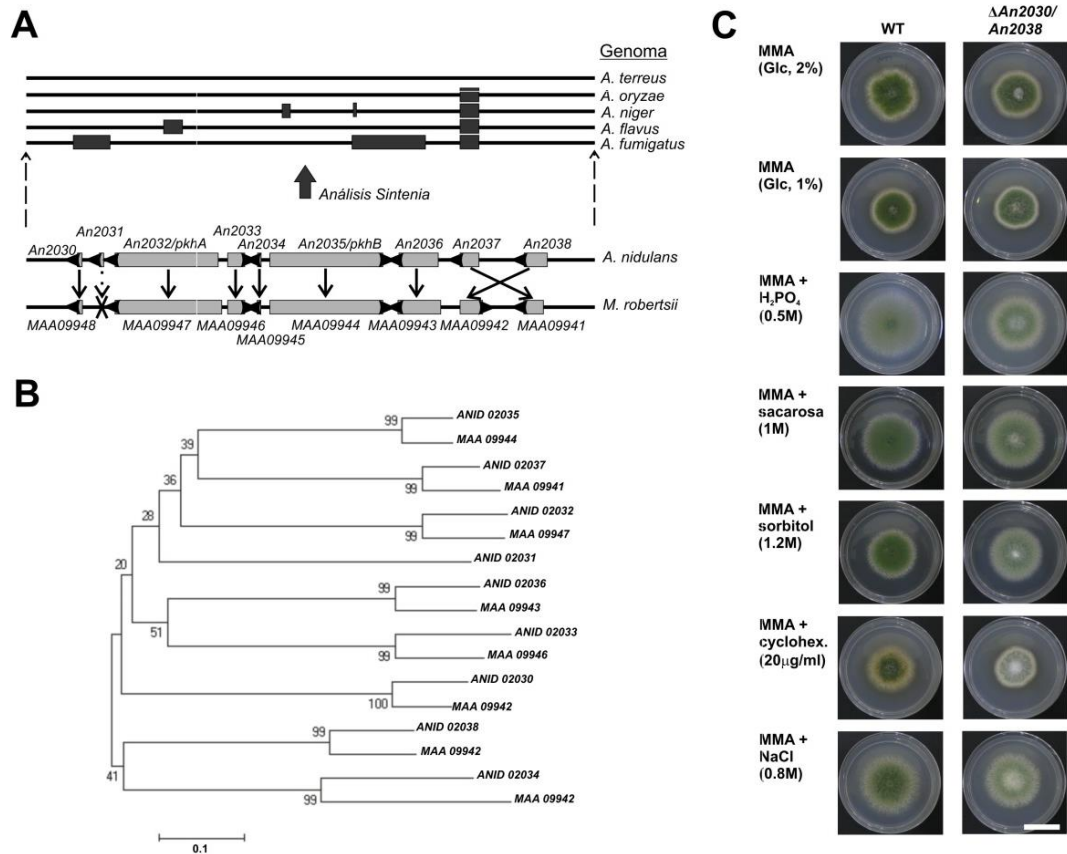 A
Genoma
A. terreus
A. oryzae
A. niger
A. flavus
A. fumigatus
Análisis Sintenia
An2030
An2031
An2032/pkhA
An2033
An2034
An2035/pkhB
An2036
An2037
An2038
A. nidulans
M. robertsii
MAA09948
MAA09947
MAA09946
MAA09945
MAA09944
MAA09943
MAA09942
MAA09941
B
99
ANID 02035
MAA 09944
39
ANID 02037
99
MAA 09941
36
ANID 02032
99
MAA 09947
28
ANID 02031
20
99
ANID 02036
MAA 09943
51
ANID 02033
99
MAA 09946
ANID 02030
100
MAA 09942
99
ANID 02038
MAA 09942
41
ANID 02034
99
MAA 09942
0.1
C
WT
ΔAn2030/
An2038
MMA
(Glc, 2%)
MMA
(Glc, 1%)
MMA +
H₂PO₄
(0.5M)
MMA +
sacarosa
(1M)
MMA +
sorbitol
(1.2M)
MMA +
cyclohex.
(20µg/ml)
MMA +
NaCl
(0.8M)